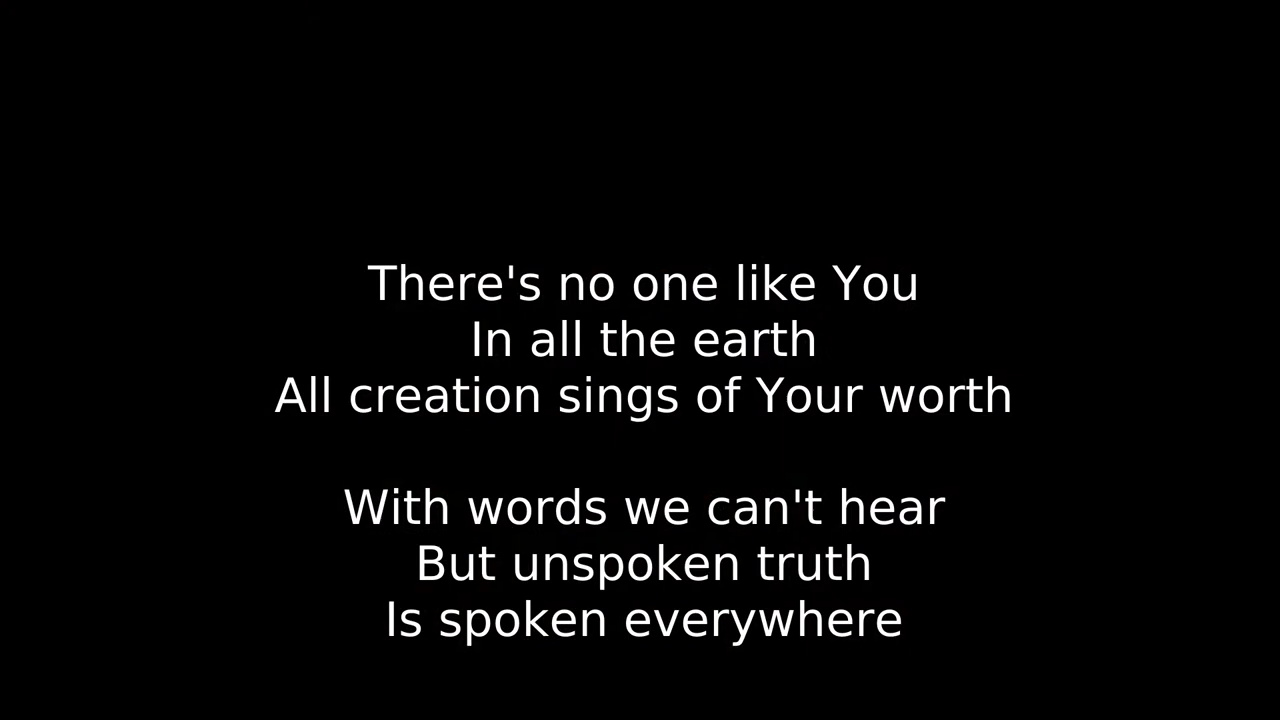 There's no one like You
In all the earth
All creation sings of Your worth
With words we can't hear
But unspoken truth
Is spoken everywhere